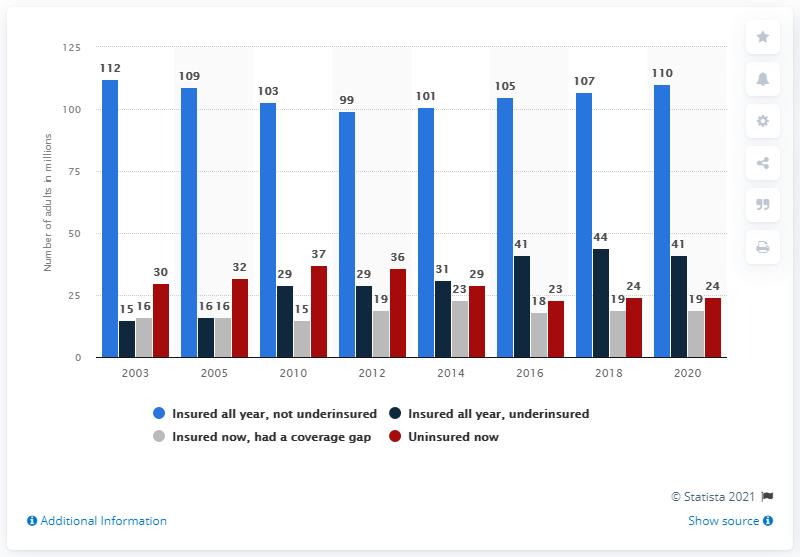 Number of adults in millions
125
100
75
50
25
0
112 15 16 30
109 16 16 32
103 29 15 37
99 29 19 36
101 31 23 29
105 41 18 23
107 44 19 24
110 41 19 24
2003 2005 2010 2012 2014 2016 2018 2020
Insured all year, not underinsured Insured all year, underinsured
Insured now, had a coverage gap Uninsured now
© Statista 2021
Additional Information Show source